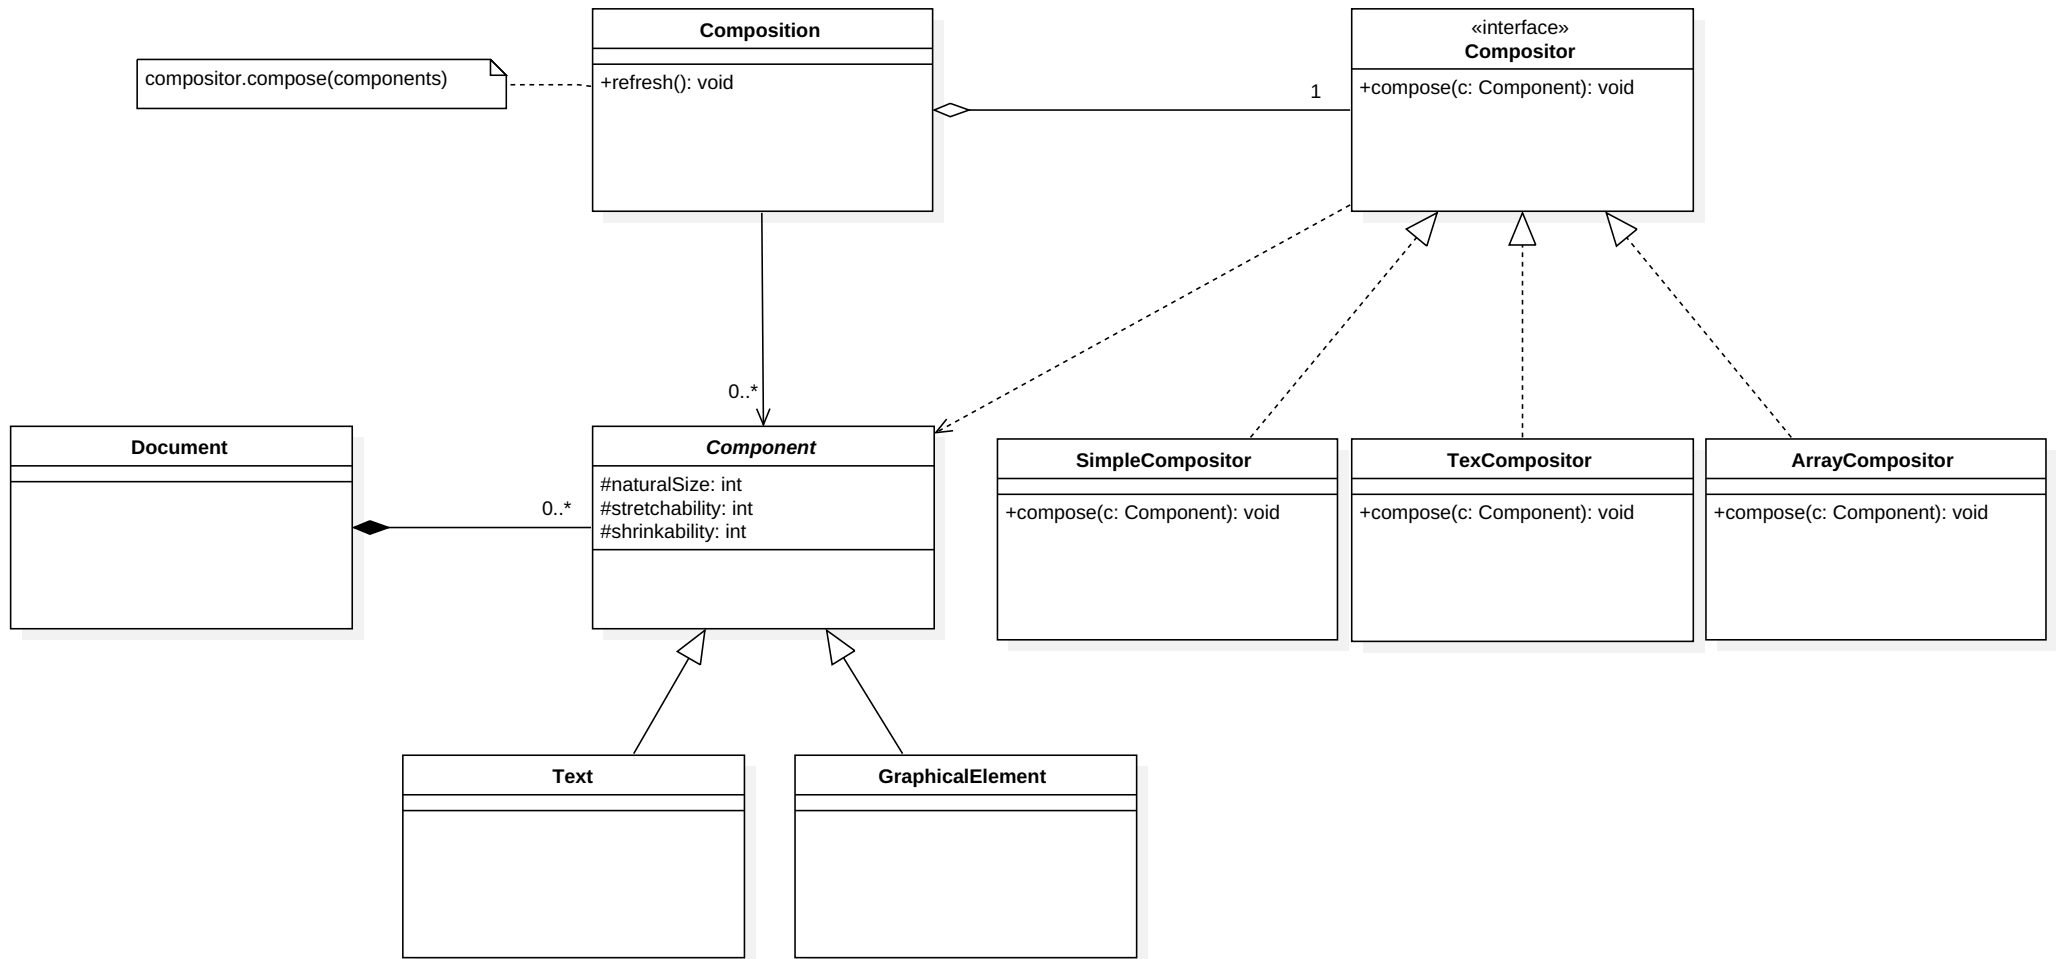 Composition
+refresh(): void
compositor.compose(components)
«interface»
Compositor
+compose(c: Component): void
1
0..*
Document
0..*
Component
#naturalSize: int
#stretchability: int
#shrinkability: int
SimpleCompositor
+compose(c: Component): void
TexCompositor
+compose(c: Component): void
ArrayCompositor
+compose(c: Component): void
Text
GraphicalElement